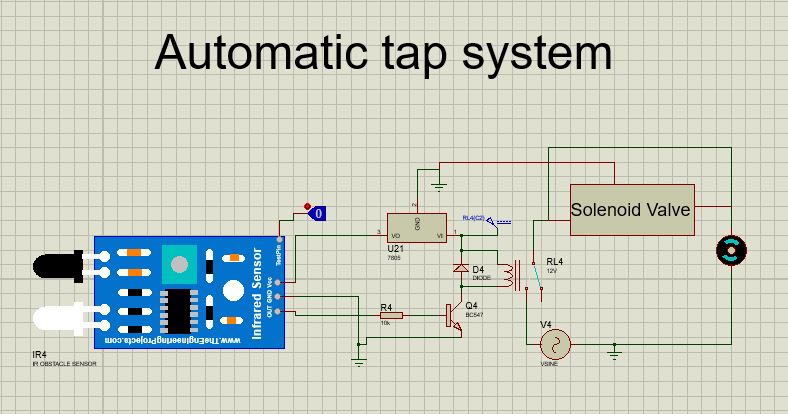 Automatic tap system
0
RL4(C2)
Solenoid Valve
2
GND
3
VO
VI
1
U21
7805
TestPin
Infrared Sensor
OUT GND Vcc
www.TheEngineeringProjects.com
D4
DIODE
RL4
12V
R4
10k
Q4
BC547
V4
VSINE
IR4
IR OBSTACLE SENSOR